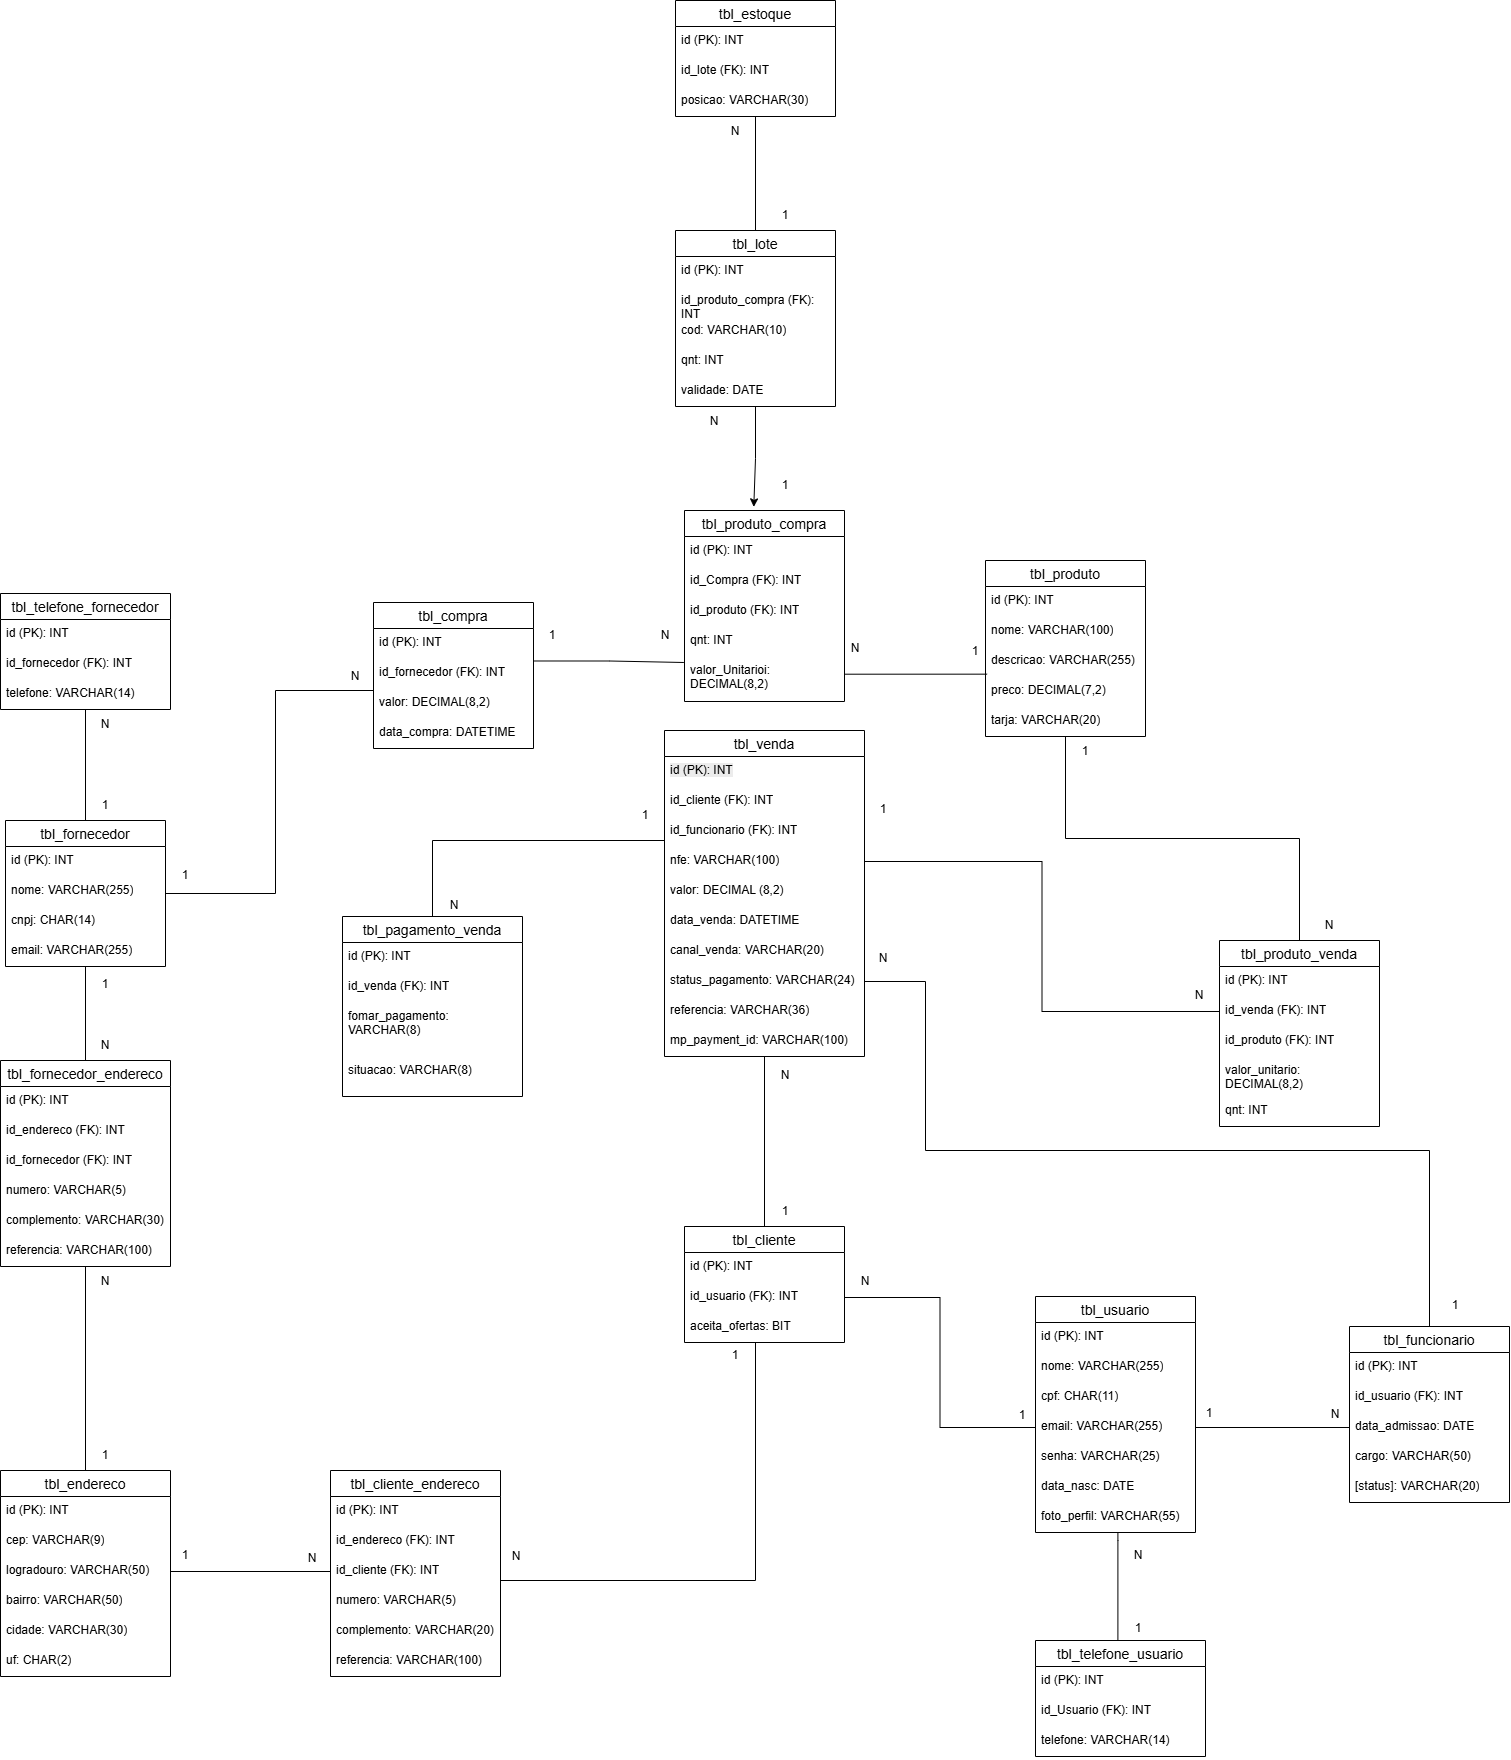 tbl_estoque
id (PK): INT
id_lote (FK): INT
posicao: VARCHAR(30)
N
1
tbl_lote
id (PK): INT
id_produto_compra (FK):
INT
cod: VARCHAR(10)
qnt: INT
validade: DATE
N
1
tbl_produto_compra
id (PK): INT
id_Compra (FK): INT
id_produto (FK): INT
qnt: INT
valor_Unitarioi:
DECIMAL(8,2)
N
1
tbl_produto
id (PK): INT
nome: VARCHAR(100)
descricao: VARCHAR(255)
preco: DECIMAL(7,2)
tarja: VARCHAR(20)
1
tbl_telefone_fornecedor
id (PK): INT
id_fornecedor (FK): INT
telefone: VARCHAR(14)
N
1
tbl_compra
id (PK): INT
id_fornecedor (FK): INT
valor: DECIMAL(8,2)
data_compra: DATETIME
1
N
N
tbl_fornecedor
id (PK): INT
nome: VARCHAR(255)
cnpj: CHAR(14)
email: VARCHAR(255)
1
1
N
tbl_venda
id (PK): INT
id_cliente (FK): INT
id_funcionario (FK): INT
nfe: VARCHAR(100)
valor: DECIMAL (8,2)
data_venda: DATETIME
canal_venda: VARCHAR(20)
status_pagamento: VARCHAR(24)
referencia: VARCHAR(36)
mp_payment_id: VARCHAR(100)
1
1
N
N
tbl_pagamento_venda
id (PK): INT
id_venda (FK): INT
fomar_pagamento:
VARCHAR(8)
situacao: VARCHAR(8)
N
N
N
tbl_produto_venda
id (PK): INT
id_venda (FK): INT
id_produto (FK): INT
valor_unitario:
DECIMAL(8,2)
qnt: INT
tbl_fornecedor_endereco
id (PK): INT
id_endereco (FK): INT
id_fornecedor (FK): INT
numero: VARCHAR(5)
complemento: VARCHAR(30)
referencia: VARCHAR(100)
N
1
1
tbl_cliente
id (PK): INT
id_usuario (FK): INT
aceita_ofertas: BIT
N
1
1
tbl_usuario
id (PK): INT
nome: VARCHAR(255)
cpf: CHAR(11)
email: VARCHAR(255)
senha: VARCHAR(25)
data_nasc: DATE
foto_perfil: VARCHAR(55)
1
N
1
tbl_funcionario
id (PK): INT
id_usuario (FK): INT
data_admissao: DATE
cargo: VARCHAR(50)
[status]: VARCHAR(20)
tbl_endereco
id (PK): INT
cep: VARCHAR(9)
logradouro: VARCHAR(50)
bairro: VARCHAR(50)
cidade: VARCHAR(30)
uf: CHAR(2)
1
N
tbl_cliente_endereco
id (PK): INT
id_endereco (FK): INT
id_cliente (FK): INT
numero: VARCHAR(5)
complemento: VARCHAR(20)
referencia: VARCHAR(100)
N
N
1
tbl_telefone_usuario
id (PK): INT
id_Usuario (FK): INT
telefone: VARCHAR(14)